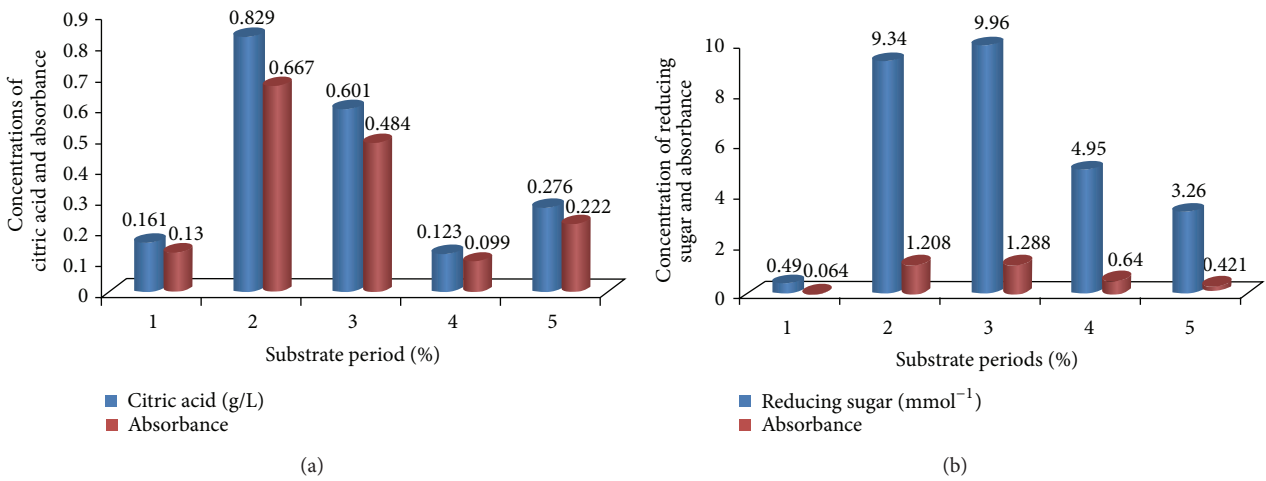 Concentrations of
citric acid and absorbance
0.9
0.8
0.7
0.6
0.5
0.4
0.3
0.2
0.1
0
0.161
0.13
0.829
0.667
0.601
0.484
0.123
0.099
0.276
0.222
1 2 3 4 5
Substrate period (%)
Citric acid (g/L)
Absorbance
(a)
Concentration of reducing
sugar and absorbance
10
8
6
4
2
0
0.49
0.064
9.34
1.208
9.96
1.288
4.95
0.64
3.26
0.421
1 2 3 4 5
Substrate periods (%)
Reducing sugar (mmol⁻¹)
Absorbance
(b)